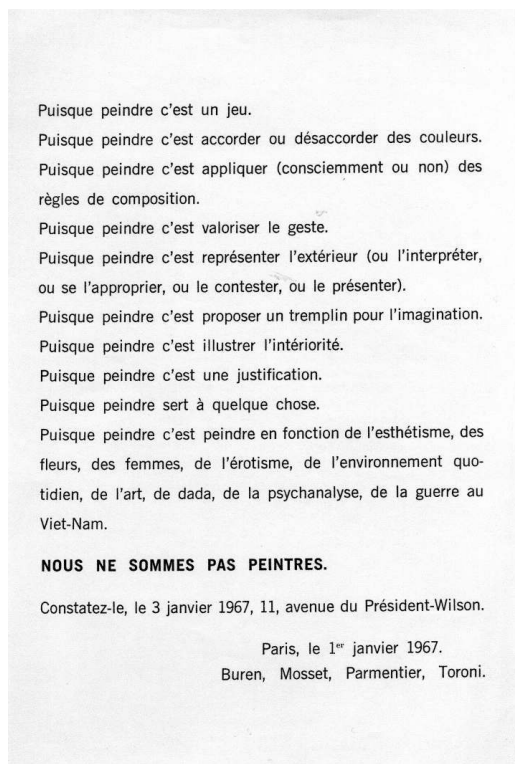 Puisque peindre c'est un jeu.
Puisque peindre c'est accorder ou désaccorder des couleurs.
Puisque peindre c'est appliquer (consciemment ou non) des
règles de composition.
Puisque peindre c'est valoriser le geste.
Puisque peindre c'est représenter l'extérieur (ou l'interpréter,
ou se l'approprier, ou le contester, ou le présenter).
Puisque peindre c'est proposer un tremplin pour l'imagination.
Puisque peindre c'est illustrer l'intériorité.
Puisque peindre c'est une justification.
Puisque peindre sert à quelque chose.
Puisque peindre c'est peindre en fonction de l'esthétisme, des
fleurs, des femmes, de l'érotisme, de l'environnement quo-
tidien, de l'art, de dada, de la psychanalyse, de la guerre au
Viet-Nam.
NOUS NE SOMMES PAS PEINTRES.
Constatez-le, le 3 janvier 1967, 11, avenue du Président-Wilson.
Paris, le 1er janvier 1967.
Buren, Mosset, Parmentier, Toroni.